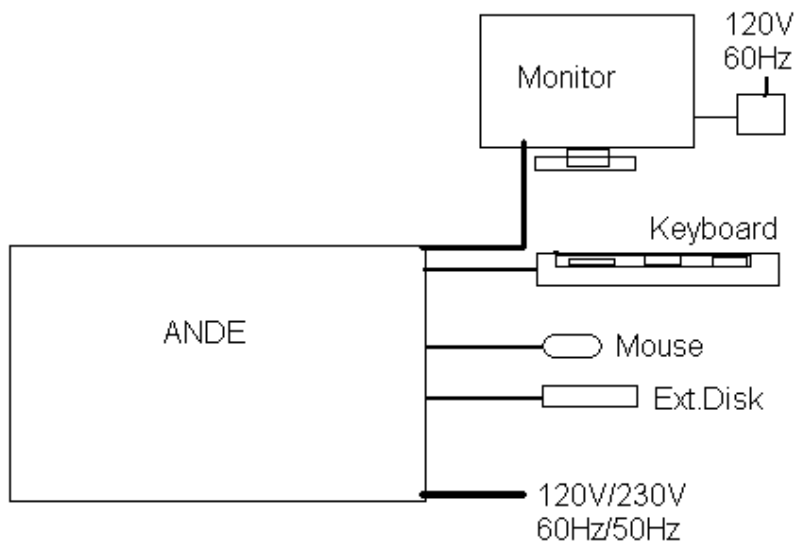 120V
60Hz
Monitor
Keyboard
ANDE
Mouse
Ext.Disk
120V/230V
60Hz/50Hz